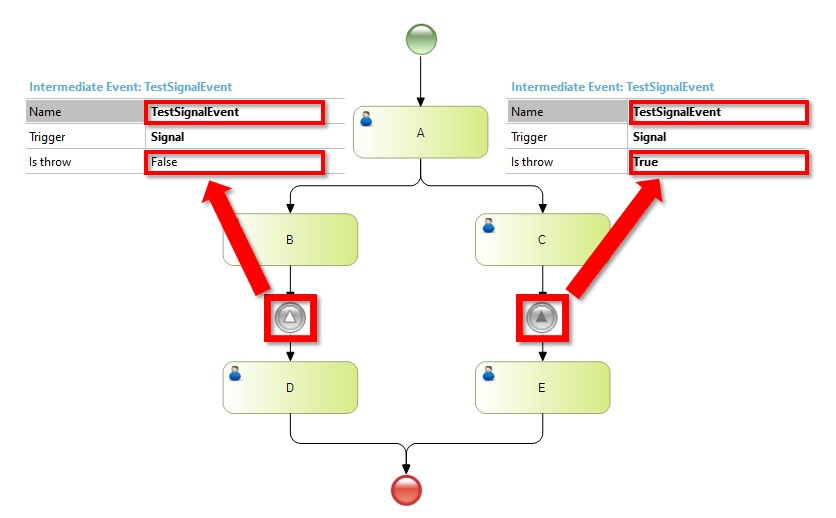 Intermediate Event: TestSignalEvent
Name TestSignalEvent
Trigger Signal
Is throw False
Intermediate Event: TestSignalEvent
Name TestSignalEvent
Trigger Signal
Is throw True
A
B
C
D
E